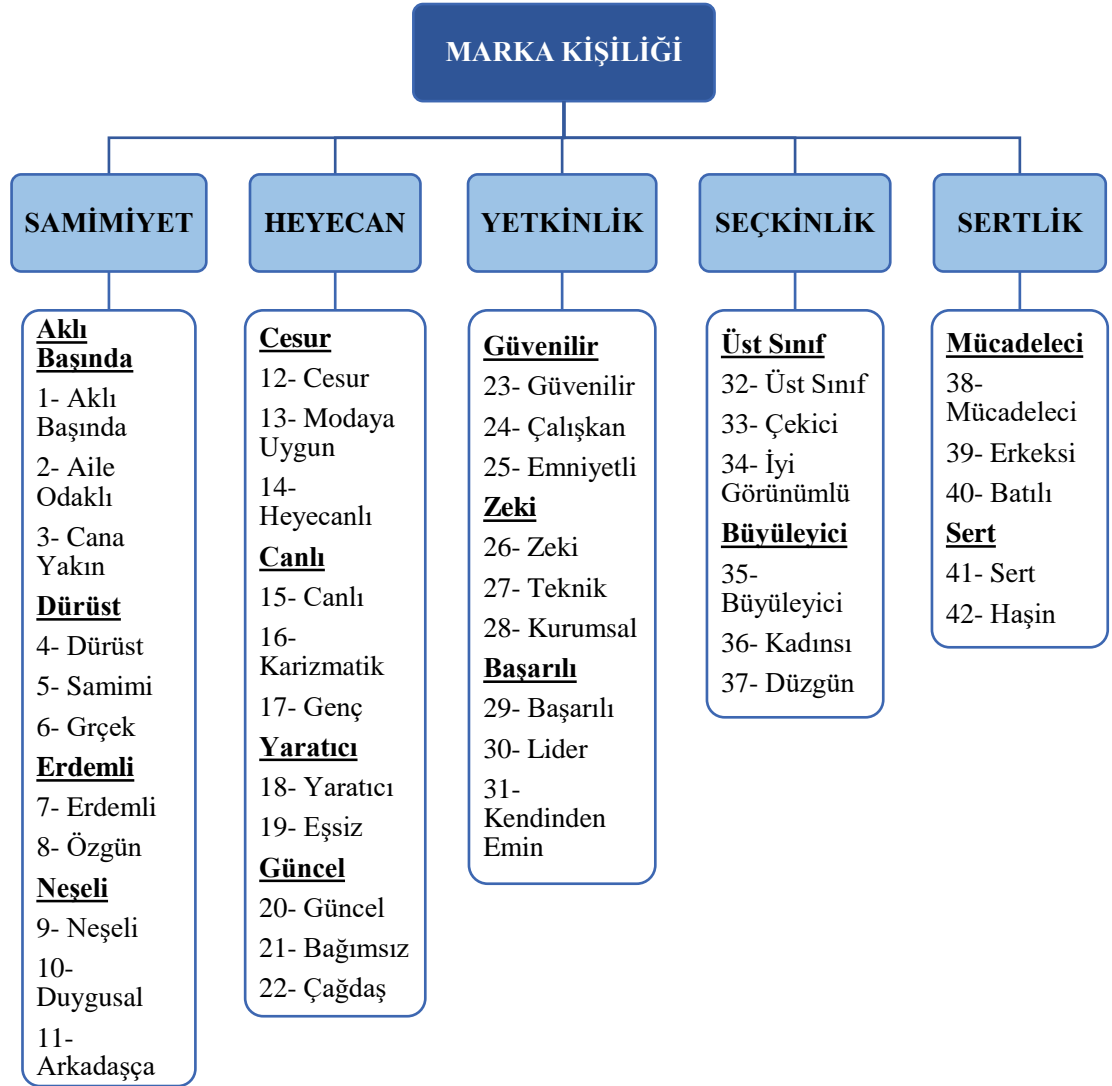 MARKA KİŞİLİĞİ
SAMİMİYET
HEYECAN
YETKİNLİK
SEÇKİNLİK
SERTLİK
Aklı
Başında
1- Aklı
Başında
2- Aile
Odaklı
3- Cana
Yakın
Dürüst
4- Dürüst
5- Samimi
6- Grçek
Erdemli
7- Erdemli
8- Özgün
Neşeli
9- Neşeli
10-
Duygusal
11-
Arkadaşça
Cesur
12- Cesur
13- Modaya
Uygun
14-
Heyecanlı
Canlı
15- Canlı
16-
Karizmatik
17- Genç
Yaratıcı
18- Yaratıcı
19- Eşsiz
Güncel
20- Güncel
21- Bağımsız
22- Çağdaş
Güvenilir
23- Güvenilir
24- Çalışkan
25- Emniyetli
Zeki
26- Zeki
27- Teknik
28- Kurumsal
Başarılı
29- Başarılı
30- Lider
31-
Kendinden
Emin
Üst Sınıf
32- Üst Sınıf
33- Çekici
34- İyi
Görünümlü
Büyüleyici
35-
Büyüleyici
36- Kadınsı
37- Düzgün
Mücadeleci
38-
Mücadeleci
39- Erkeksi
40- Batılı
Sert
41- Sert
42- Haşin